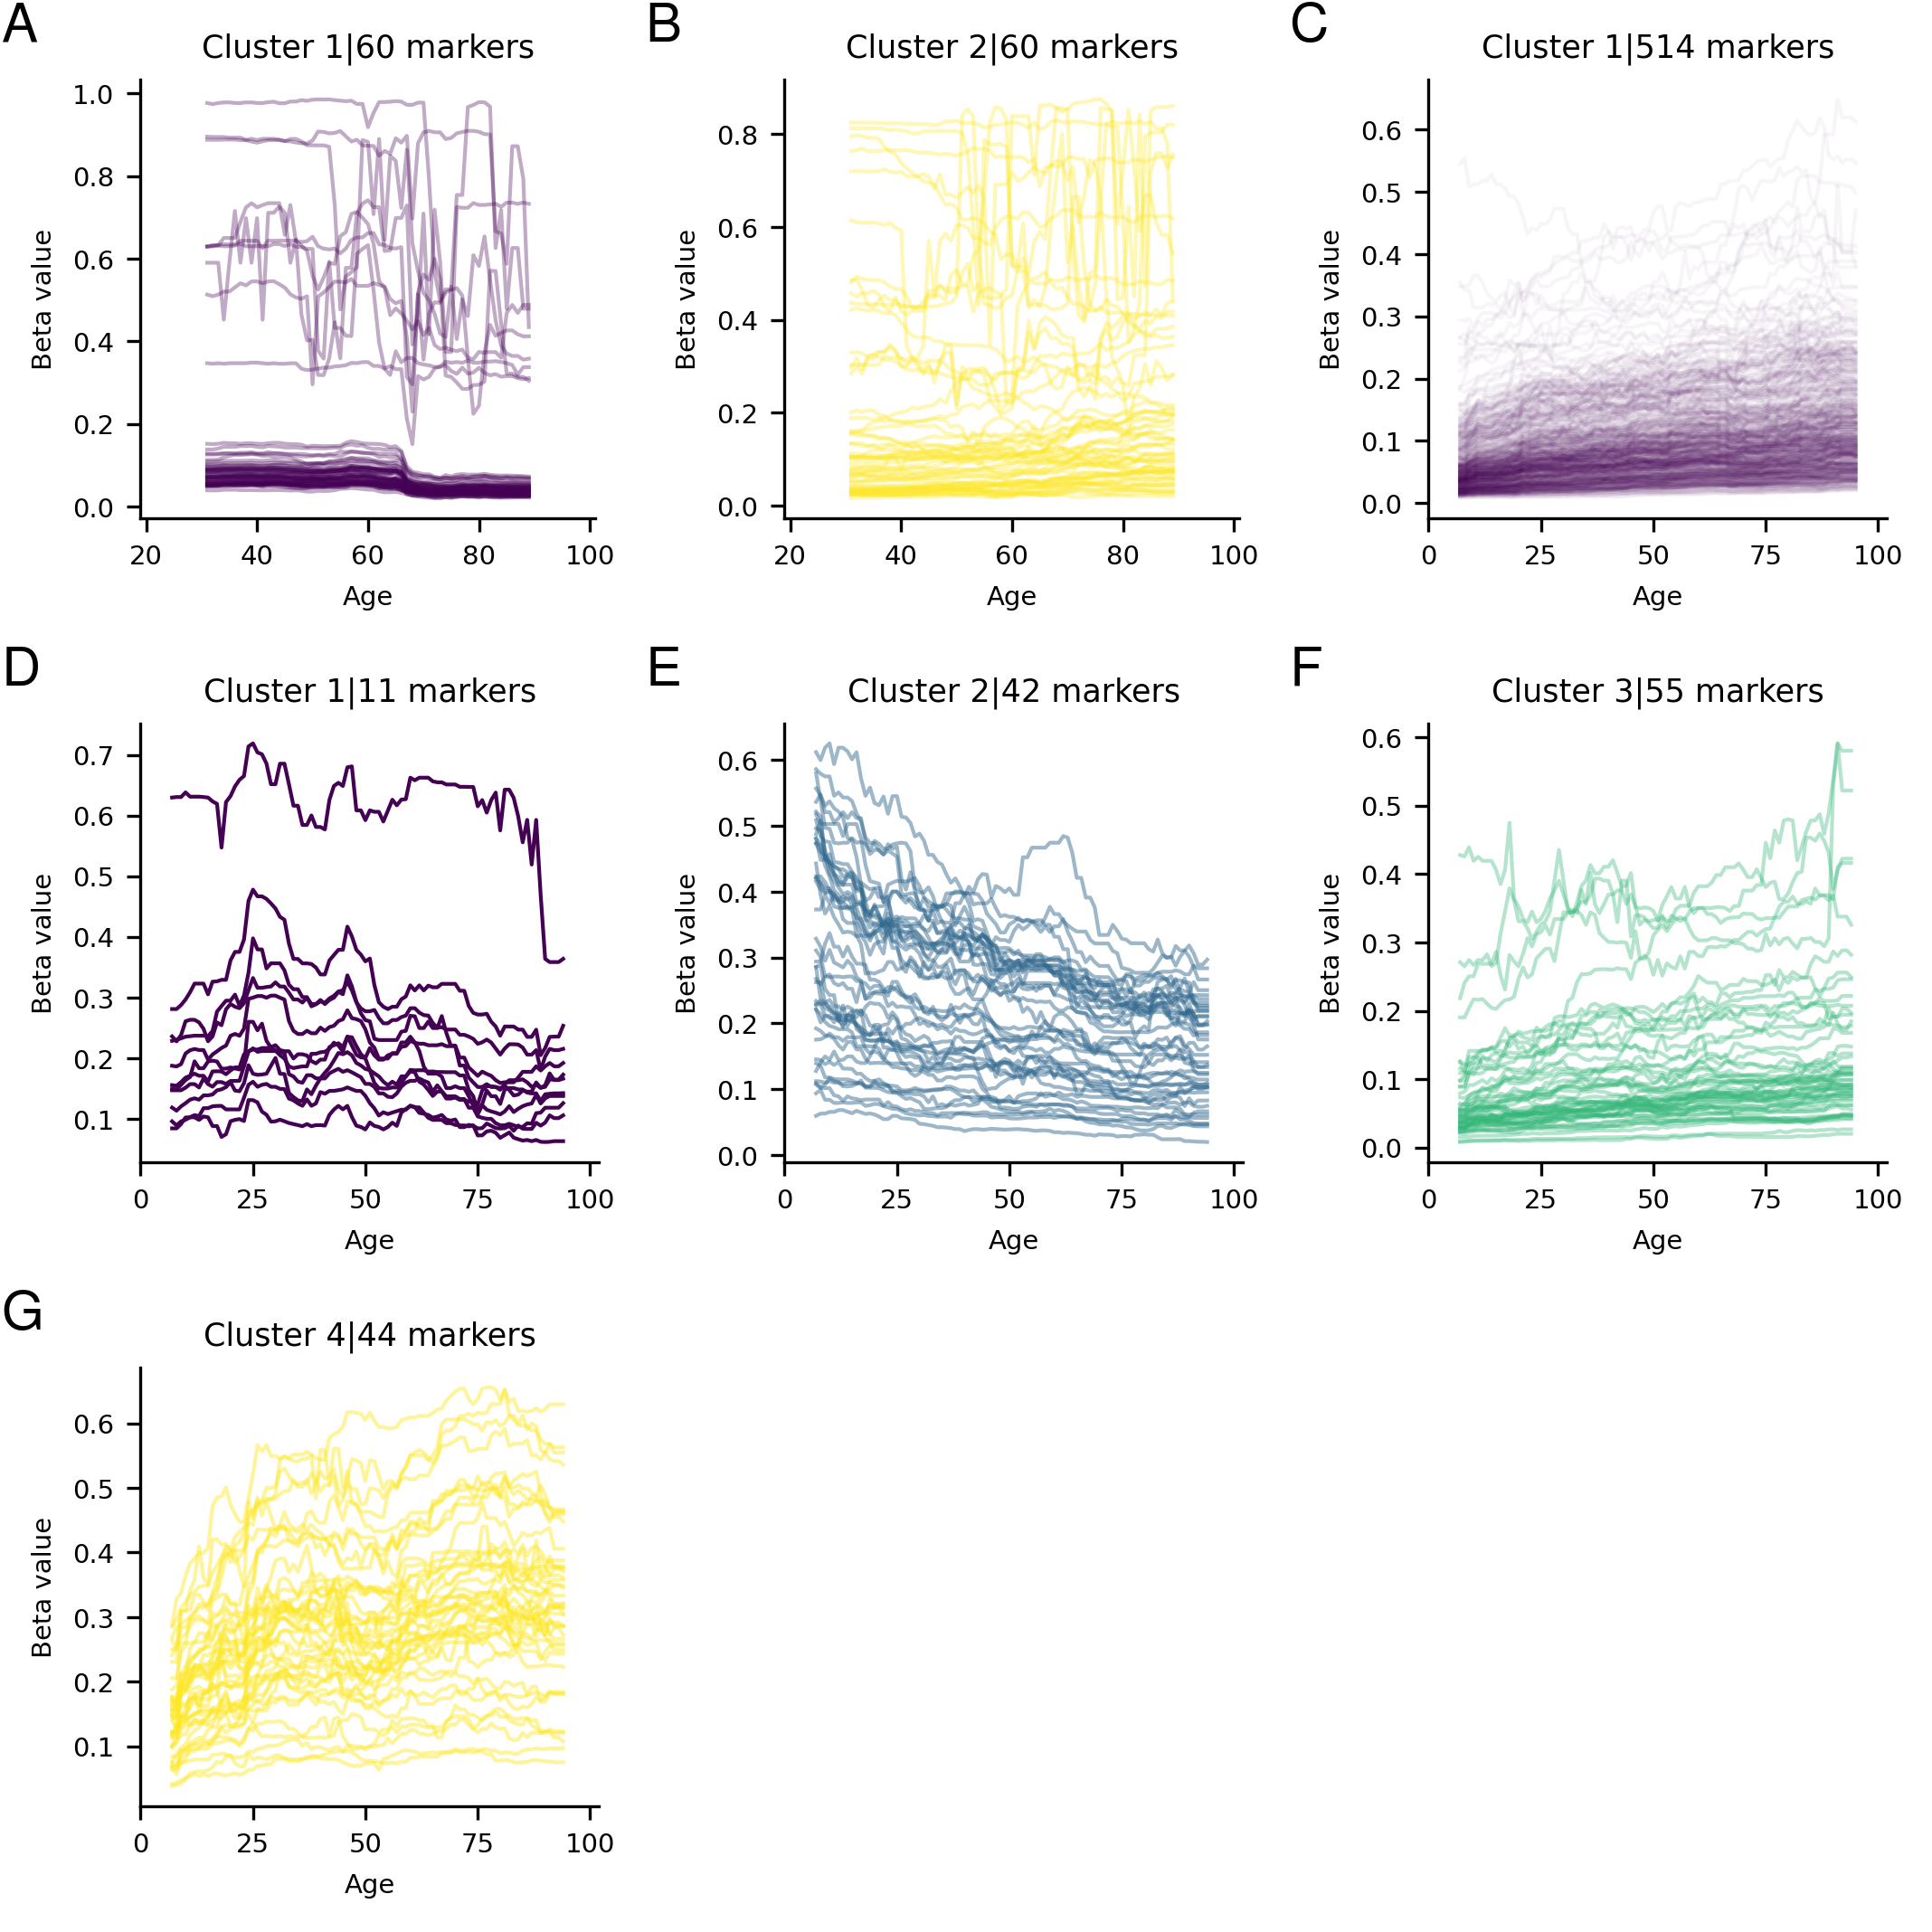 A
Cluster 1|60 markers
Beta value
1.0
0.8
0.6
0.4
0.2
0.0
20 40 60 80 100
Age
B
Cluster 2|60 markers
Beta value
0.8
0.6
0.4
0.2
0.0
20 40 60 80 100
Age
C
Cluster 1|514 markers
Beta value
0.6
0.5
0.4
0.3
0.2
0.1
0.0
0 25 50 75 100
Age
D
Cluster 1|11 markers
Beta value
0.7
0.6
0.5
0.4
0.3
0.2
0.1
0 25 50 75 100
Age
E
Cluster 2|42 markers
Beta value
0.6
0.5
0.4
0.3
0.2
0.1
0.0
0 25 50 75 100
Age
F
Cluster 3|55 markers
Beta value
0.6
0.5
0.4
0.3
0.2
0.1
0.0
0 25 50 75 100
Age
G
Cluster 4|44 markers
Beta value
0.6
0.5
0.4
0.3
0.2
0.1
0 25 50 75 100
Age